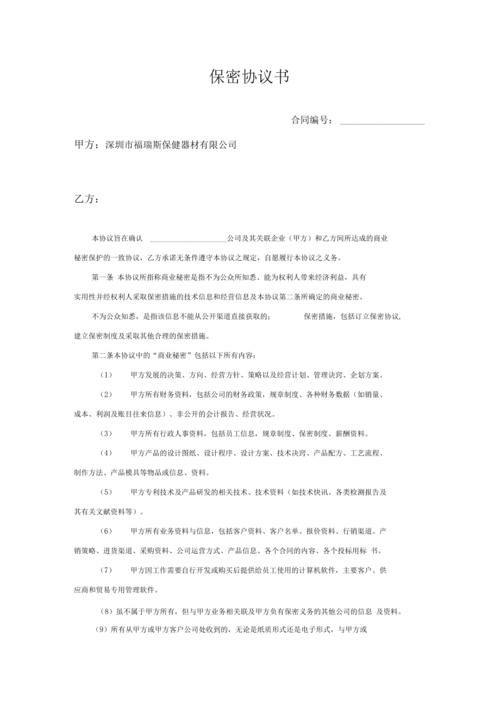 保密协议书
合同编号： ____________________
甲方：深圳市福瑞斯保健器材有限公司
乙方：
本协议旨在确认 ____________________公司及其关联企业（甲方）和乙方间所达成的商业
秘密保护的一致协议，乙方承诺无条件遵守本协议之规定，自愿履行本协议之义务。
第一条 本协议所指称商业秘密是指不为公众所知悉、能为权利人带来经济利益，具有
实用性并经权利人采取保密措施的技术信息和经营信息及本协议第二条所确定的商业秘密。
不为公众知悉，是指该信息不能从公开渠道直接获取的； 保密措施，包括订立保密协议，
建立保密制度及采取其他合理的保密措施。
第二条本协议中的“商业秘密”包括以下所有内容：
（1） 甲方发展的决策、方向、经营方针、策略以及经营计划、管理诀窍、企划方案。
（2） 甲方所有财务资料，包括公司的财务政策，规章制度、各种财务数据（如销量、
成本、利润及账目往来信息）、非公开的会计报告、经营状况。
（3） 甲方所有行政人事资料，包括员工信息，规章制度、保密制度、薪酬资料。
（4） 甲方产品的设计图纸、设计程序、设计方案、技术诀窍、产品配方、工艺流程、
制作方法、产品模具等物品或信息、资料。
（5） 甲方专利技术及产品研发的相关技术、技术资料（如技术快讯、各类检测报告及
其有关文献资料等）。
（6） 甲方所有业务资料与信息，包括客户资料、客户名单、报价资料、行销渠道、产
销策略、进货渠道、采购资料、公司运营方式、产品信息、各个合同的内容、各个投标用标 书。
（7） 甲方因工作需要自行开发或购买后提供给员工使用的计算机软件，主要客户、供
应商和贸易专用管理软件。
（8）虽不属于甲方所有，但与甲方业务相关联及甲方负有保密义务的其他公司的信息 及资料。
（9）所有从甲方或甲方客户公司处收到的，无论是纸质形式还是电子形式，与甲方或